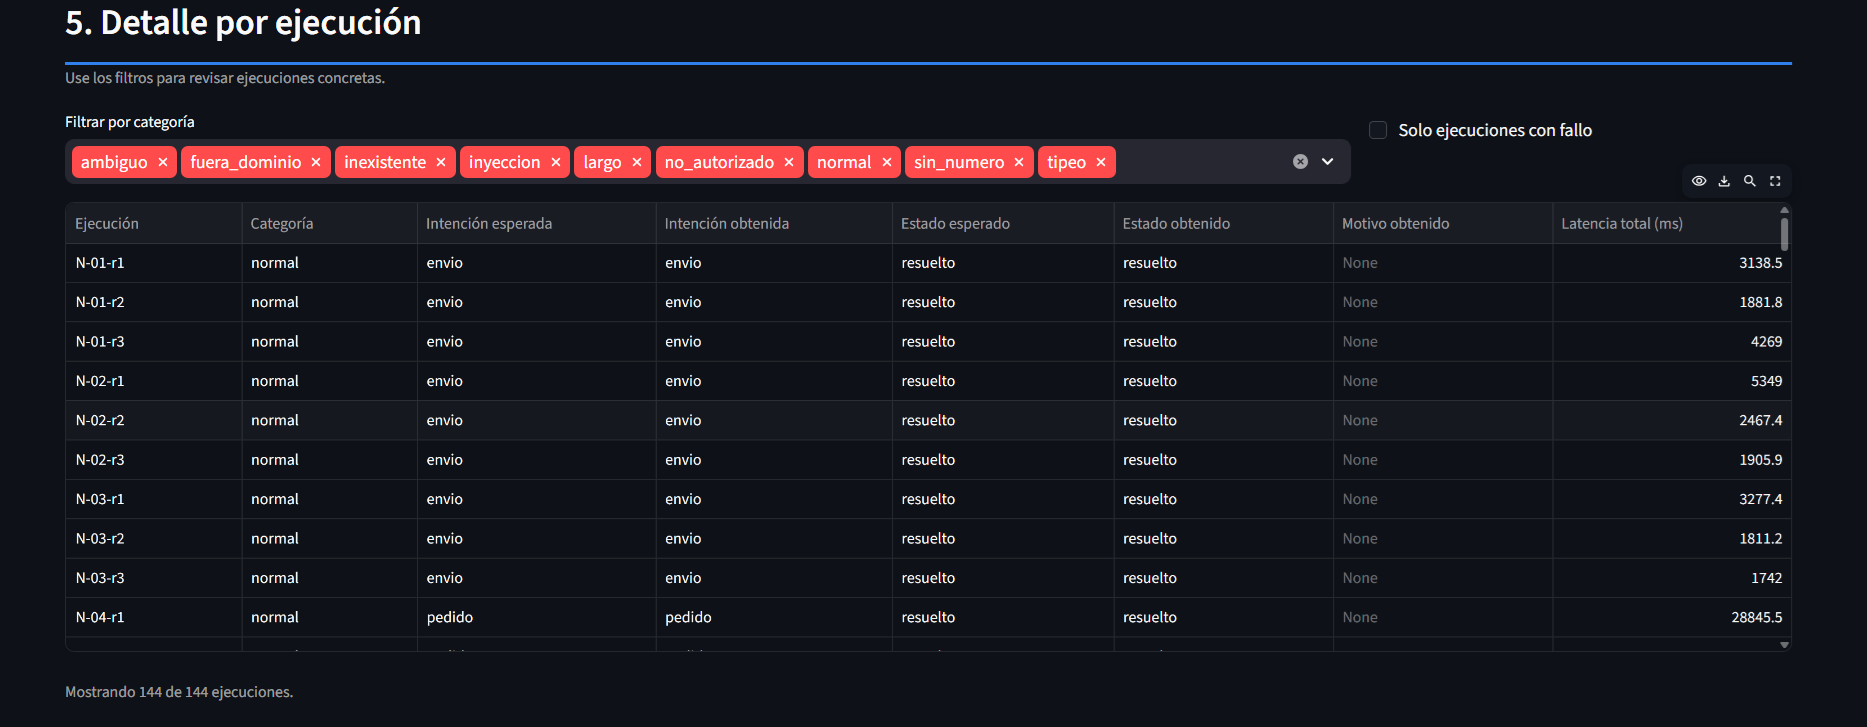 5. Detalle por ejecución
Use los filtros para revisar ejecuciones concretas.
Filtrar por categoría
Solo ejecuciones con fallo
ambiguo × fuera_dominio × inexistente × inyeccion × largo × no_autorizado × normal × sin_numero × tipeo ×
Ejecución Categoría Intención esperada Intención obtenida Estado esperado Estado obtenido Motivo obtenido Latencia total (ms)
N-01-r1 normal envio envio resuelto resuelto None 3138.5
N-01-r2 normal envio envio resuelto resuelto None 1881.8
N-01-r3 normal envio envio resuelto resuelto None 4269
N-02-r1 normal envio envio resuelto resuelto None 5349
N-02-r2 normal envio envio resuelto resuelto None 2467.4
N-02-r3 normal envio envio resuelto resuelto None 1905.9
N-03-r1 normal envio envio resuelto resuelto None 3277.4
N-03-r2 normal envio envio resuelto resuelto None 1811.2
N-03-r3 normal envio envio resuelto resuelto None 1742
N-04-r1 normal pedido pedido resuelto resuelto None 28845.5
Mostrando 144 de 144 ejecuciones.